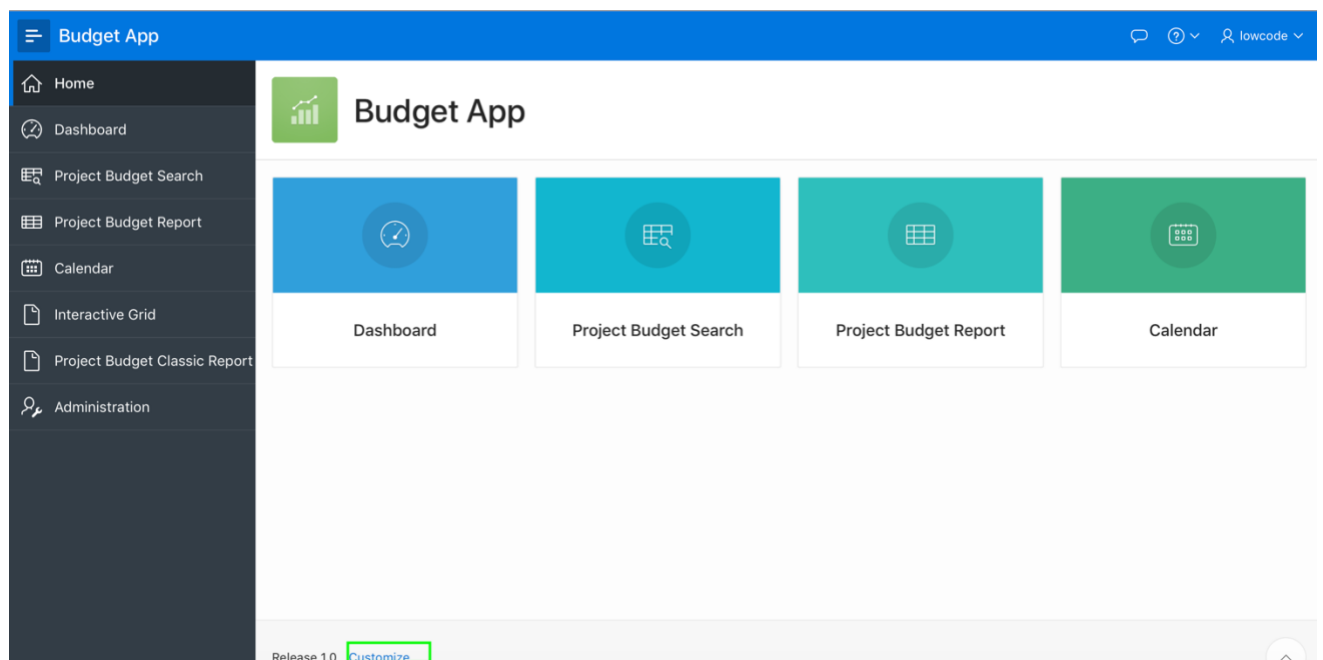 Budget App
lowcode
Home
Dashboard
Project Budget Search
Project Budget Report
Calendar
Interactive Grid
Project Budget Classic Report
Administration
Budget App
Dashboard
Project Budget Search
Project Budget Report
Calendar
Release 1.0 Customize